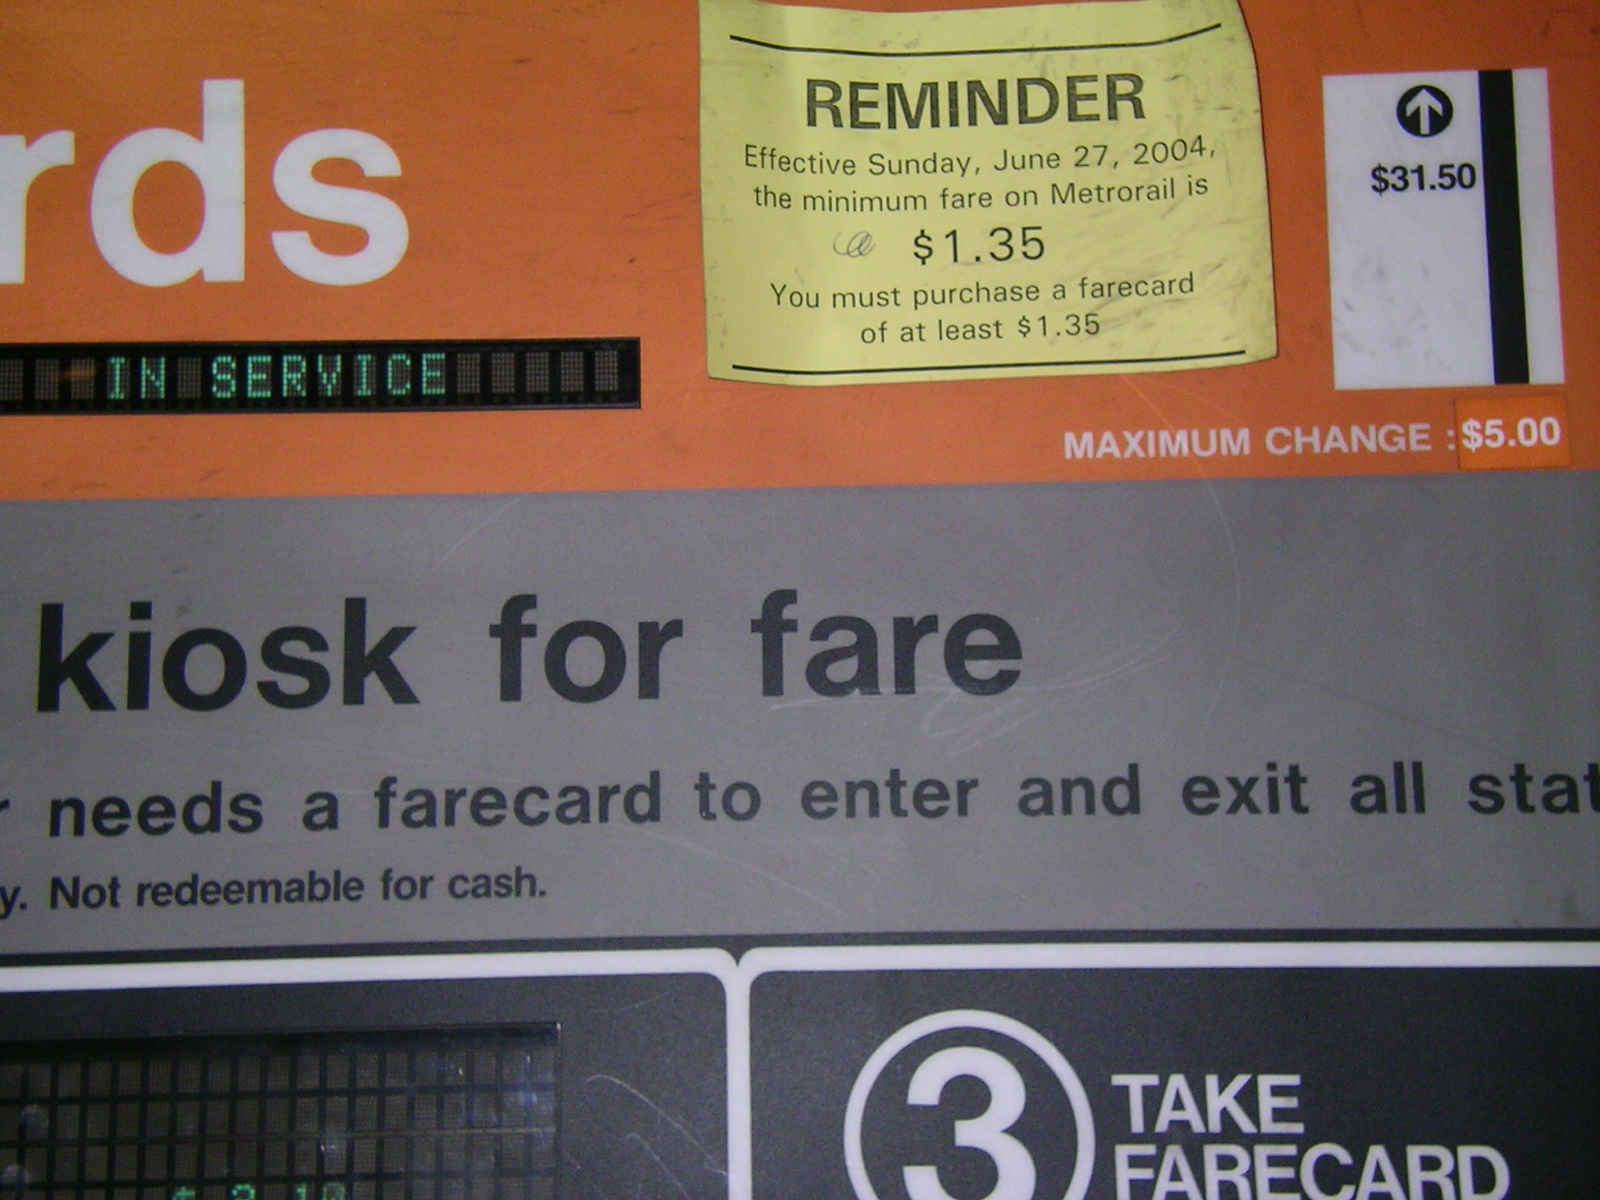 rds
IN SERVICE
REMINDER
Effective Sunday, June 27, 2004,
the minimum fare on Metrorail is
$1.35
You must purchase a farecard
of at least $1.35
$31.50
MAXIMUM CHANGE : $5.00
kiosk for fare
r needs a farecard to enter and exit all stat
y. Not redeemable for cash.
3 TAKE
FARECARD